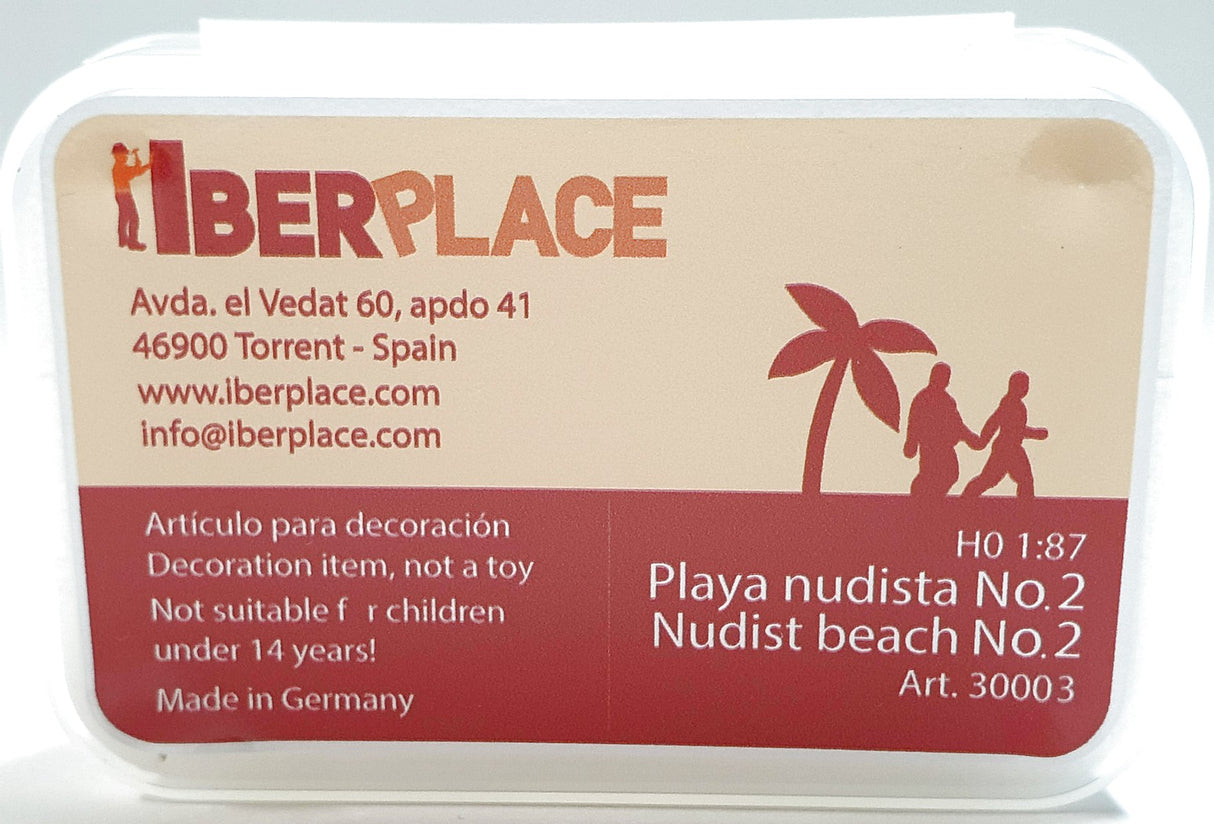 IBERPLACE
Avda. el Vedat 60, apdo 41
46900 Torrent - Spain
www.iberplace.com
info@iberplace.com
Artículo para decoración
Decoration item, not a toy
Not suitable f r children
under 14 years!
Made in Germany
H0 1:87
Playa nudista No.2
Nudist beach No.2
Art. 30003